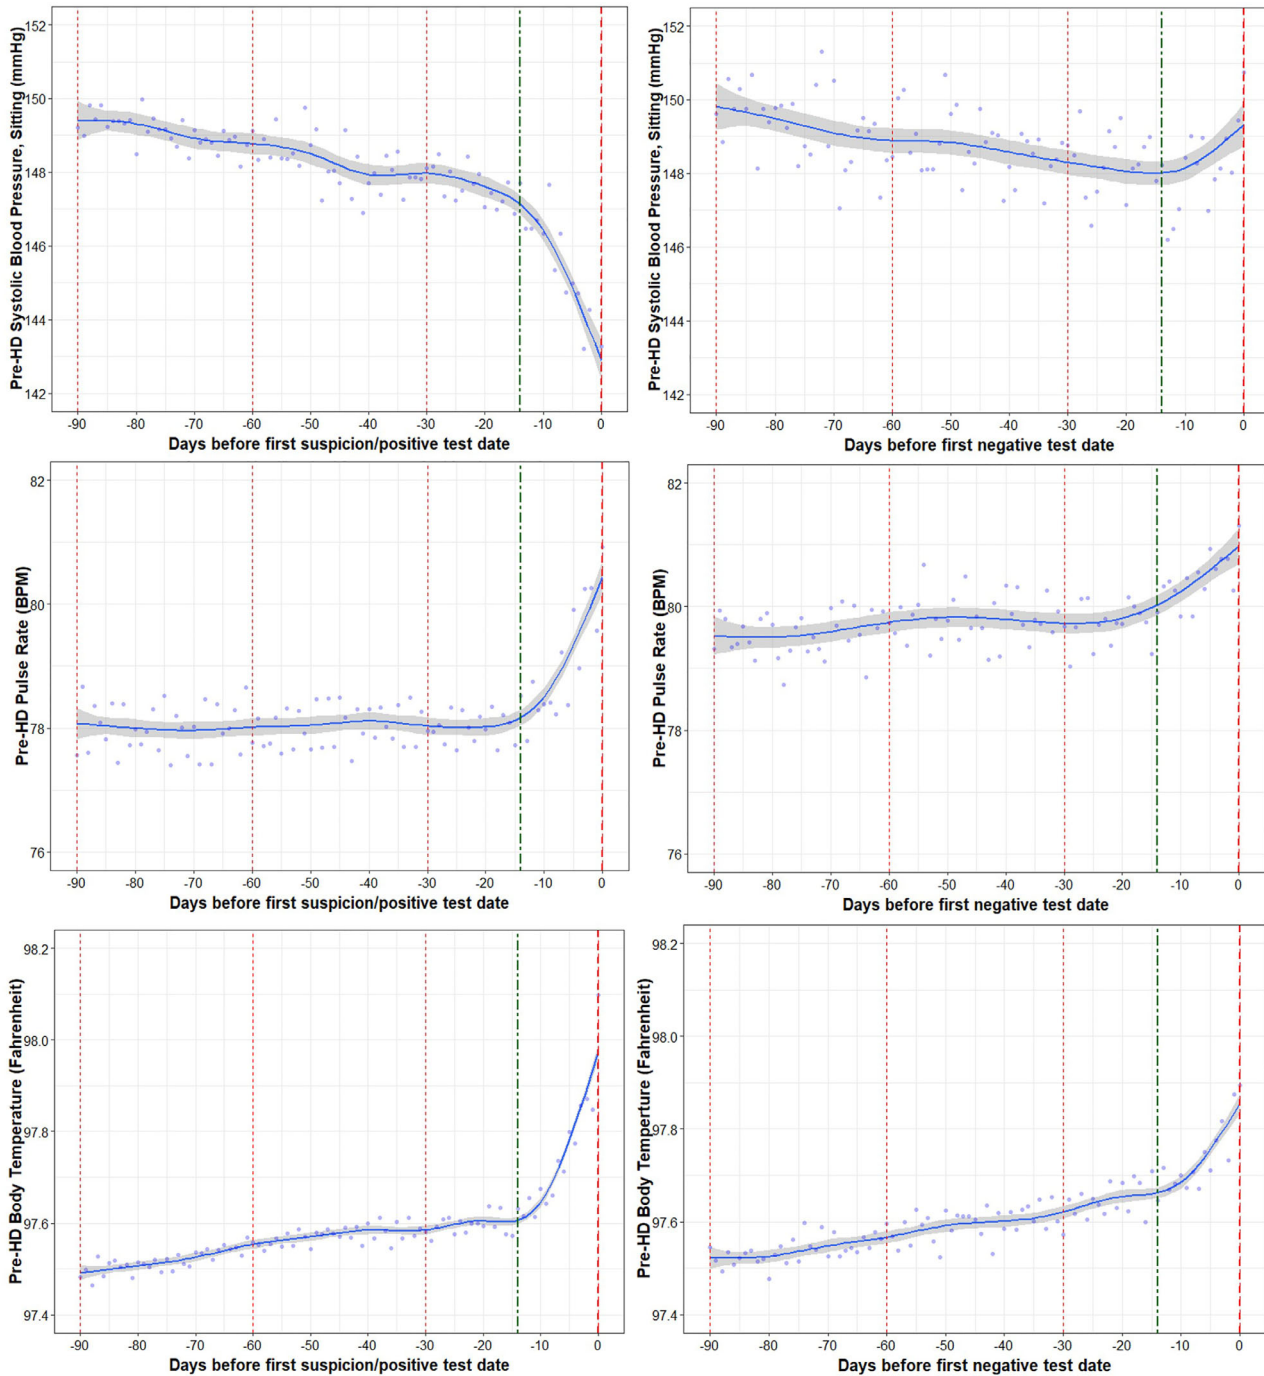 Pre-HD Systolic Blood Pressure, Sitting (mmHg)
152
150
148
146
144
142
-90 -80 -70 -60 -50 -40 -30 -20 -10 0
Days before first suspicion/positive test date
Pre-HD Systolic Blood Pressure, Sitting (mmHg)
152
150
148
146
144
142
-90 -80 -70 -60 -50 -40 -30 -20 -10 0
Days before first negative test date
Pre-HD Pulse Rate (BPM)
82
80
78
76
-90 -80 -70 -60 -50 -40 -30 -20 -10 0
Days before first suspicion/positive test date
Pre-HD Pulse Rate (BPM)
82
80
78
76
-90 -80 -70 -60 -50 -40 -30 -20 -10 0
Days before first negative test date
Pre-HD Body Temperature (Fahrenheit)
98.2
98.0
97.8
97.6
97.4
-90 -80 -70 -60 -50 -40 -30 -20 -10 0
Days before first suspicion/positive test date
Pre-HD Body Temperture (Fahrenheit)
98.2
98.0
97.8
97.6
97.4
-90 -80 -70 -60 -50 -40 -30 -20 -10 0
Days before first negative test date